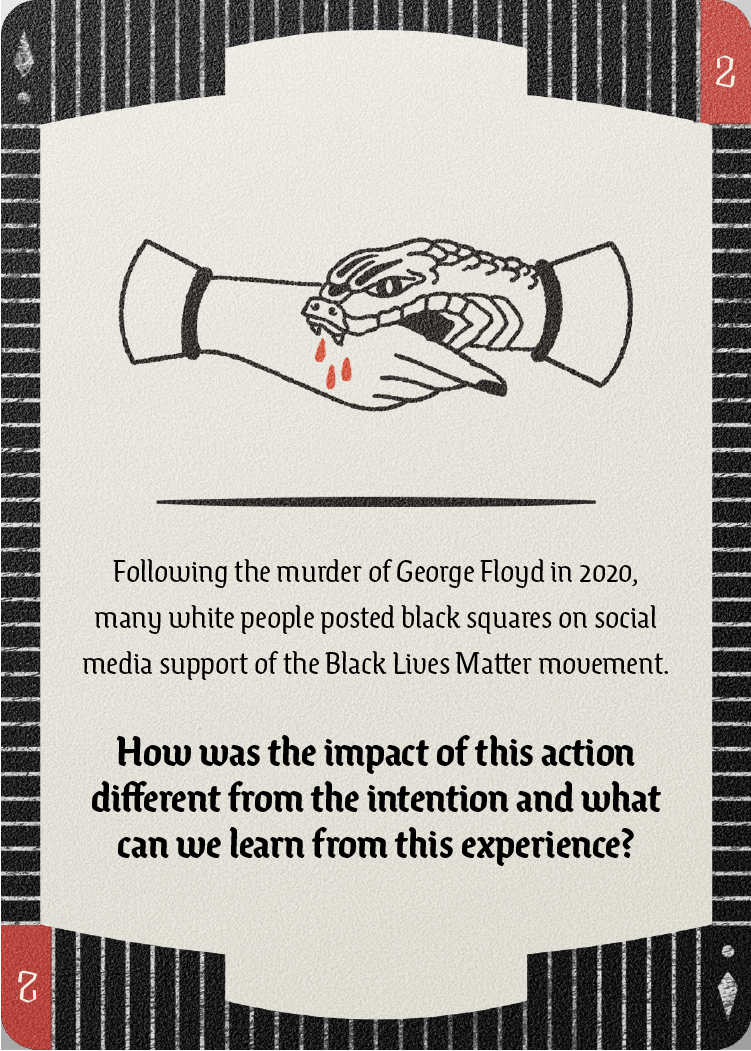 2
Following the murder of George Floyd in 2020,
many white people posted black squares on social
media support of the Black Lives Matter movement.
How was the impact of this action
different from the intention and what
can we learn from this experience?
2